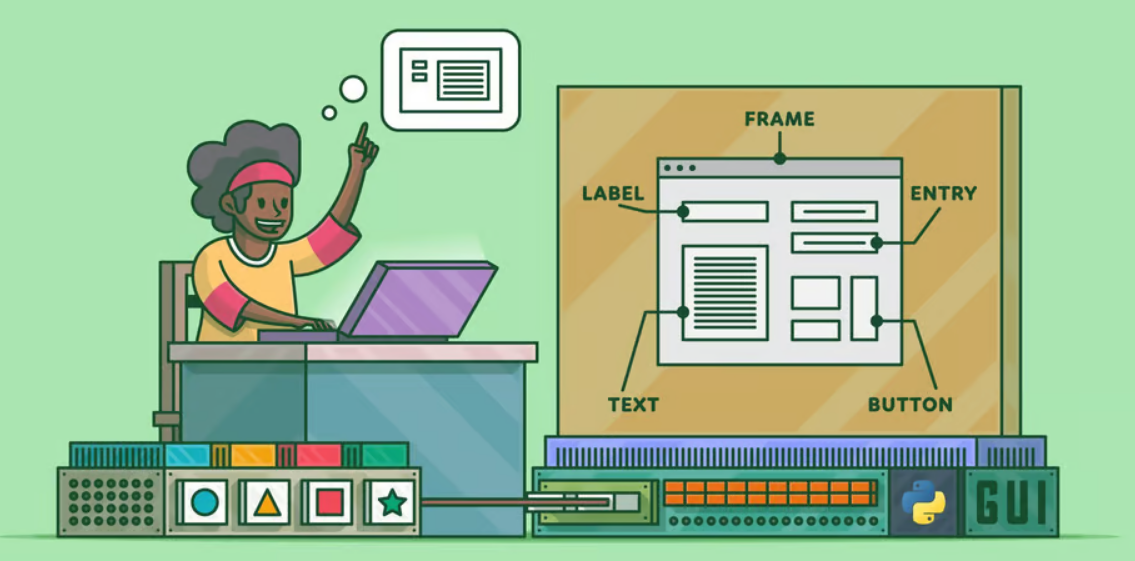 FRAME
LABEL
ENTRY
TEXT
BUTTON
GUI